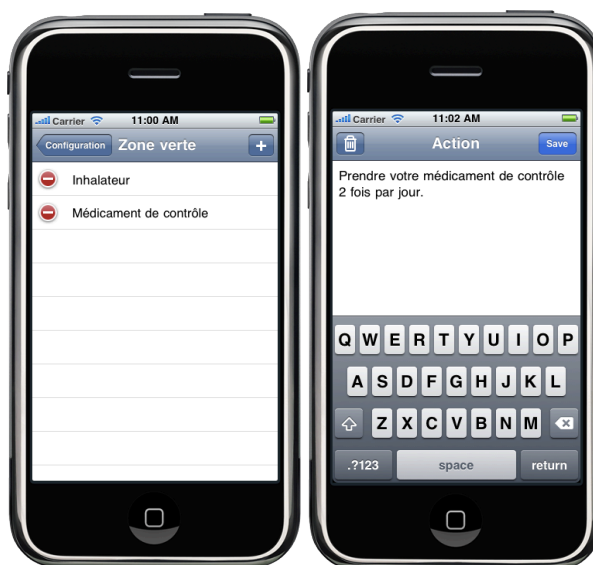 Carrier 11:00 AM
Configuration Zone verte +
Inhalateur
Médicament de contrôle
Carrier 11:02 AM
Action Save
Prendre votre médicament de contrôle
2 fois par jour.
Q W E R T Y U I O P
A S D F G H J K L
Z X C V B N M
.?123 space return